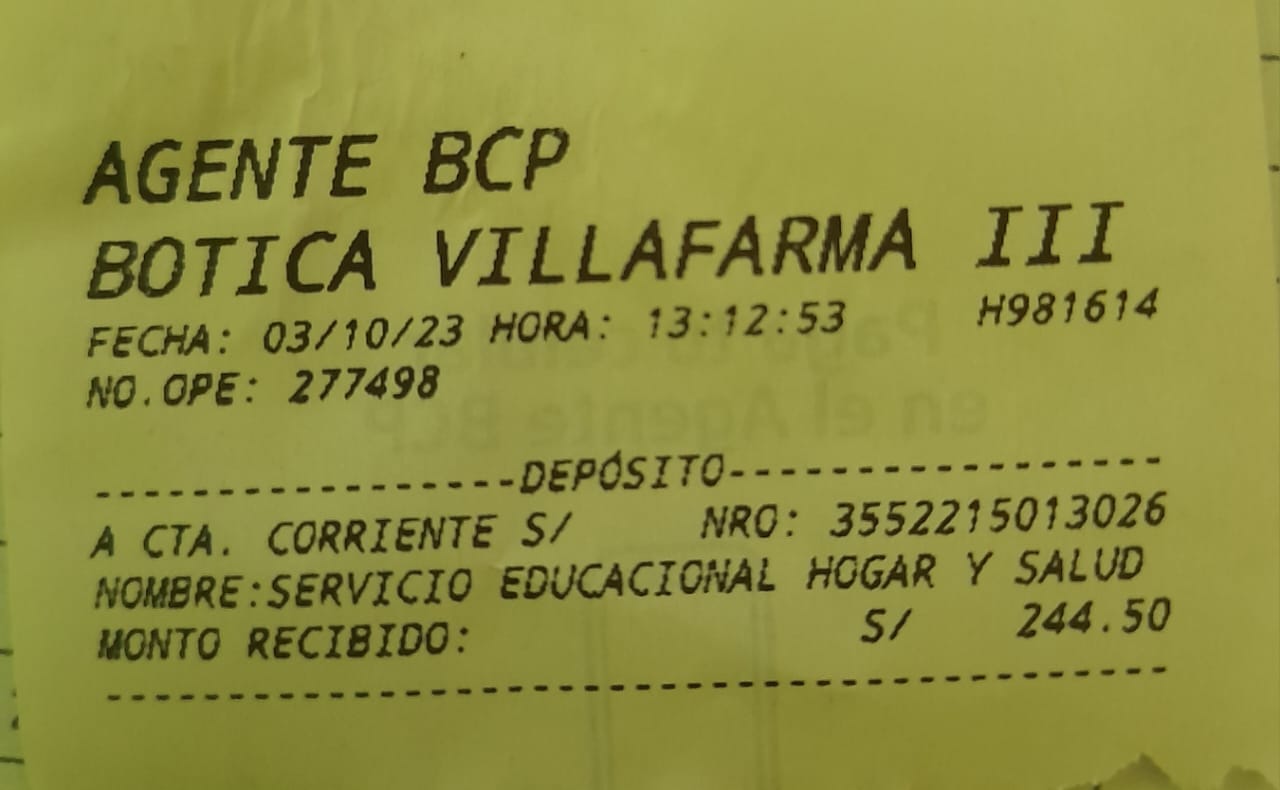 AGENTE BCP
BOTICA VILLAFARMA III
FECHA: 03/10/23 HORA: 13:12:53 H981614
NO.OPE: 277498
-----------------DEPÓSITO------------------
A CTA. CORRIENTE S/ NRO: 3552215013026
NOMBRE:SERVICIO EDUCACIONAL HOGAR Y SALUD
MONTO RECIBIDO: S/ 244.50
-------------------------------------------